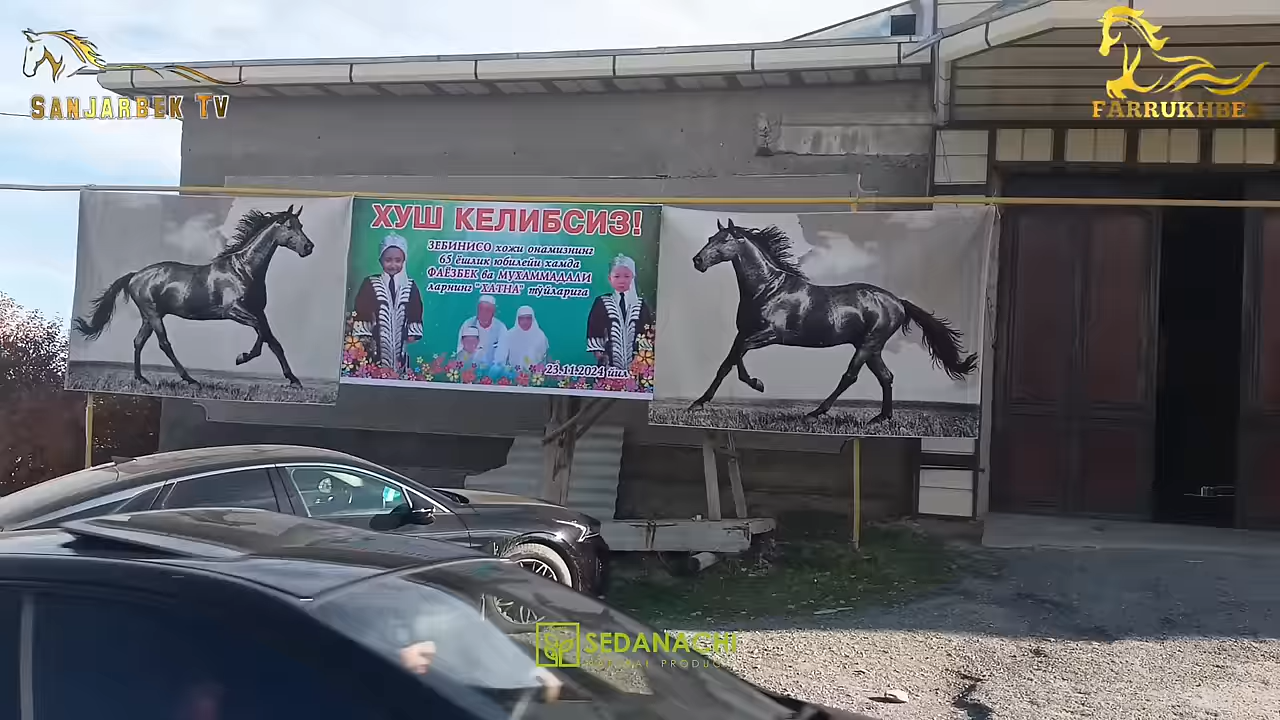 SANJARBEK TV
FARRUKHBEK
ХУШ КЕЛИБСИЗ!
ЗЕБИНИСО хожи онамизнинг
65 ёшлик юбилейи хамда
ФАЁЗБЕК ва МУХАММАДАЛИ
ларнинг "ХАТНА" тўйларига
23.11.2024 йил
SEDANACHI